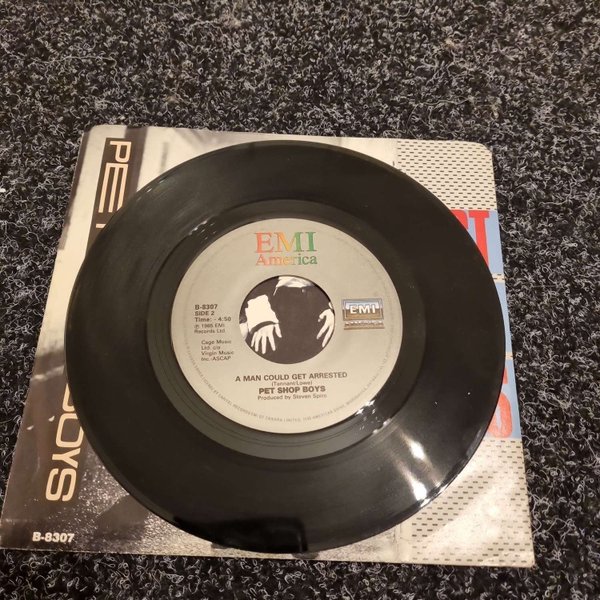 PE
BOYS
B-8307
EMI
America
B-8307
SIDE 2
Time: - 4:50
℗ 1985 EMI
Records Ltd.
Cage Music
Ltd. c/o
Virgin Music
Inc.-ASCAP
EMI
A MAN COULD GET ARRESTED
(Tennant/Lowe)
PET SHOP BOYS
Produced by Steven Spiro